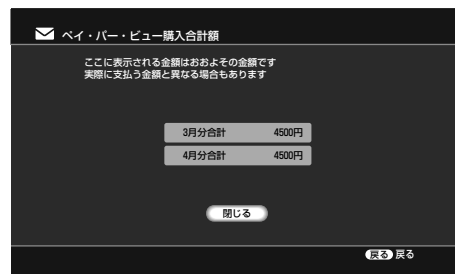 ペイ・パー・ビュー購入合計額
ここに表示される金額はおおよその金額です
実際に支払う金額と異なる場合もあります
3月分合計 4500円
4月分合計 4500円
閉じる
戻る 戻る